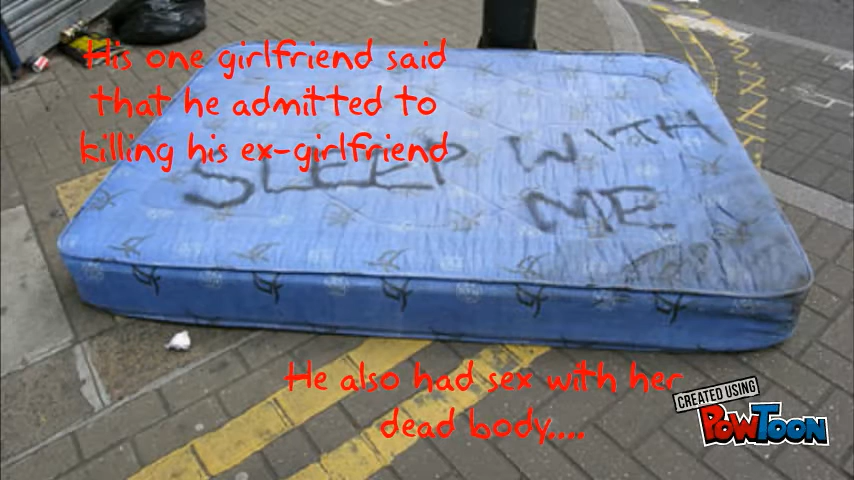 His one girlfriend said
that he admitted to
killing his ex-girlfriend
SLEEP WITH
ME
He also had sex with her
dead body....
CREATED USING
POWTOON